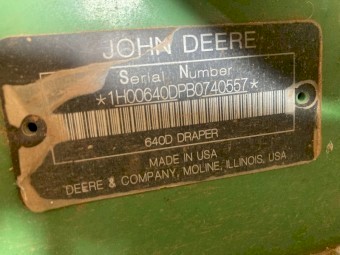 JOHN DEERE
Serial Number
*1H00640DPB0740557*
640D DRAPER
MADE IN USA
DEERE & COMPANY, MOLINE, ILLINOIS, USA